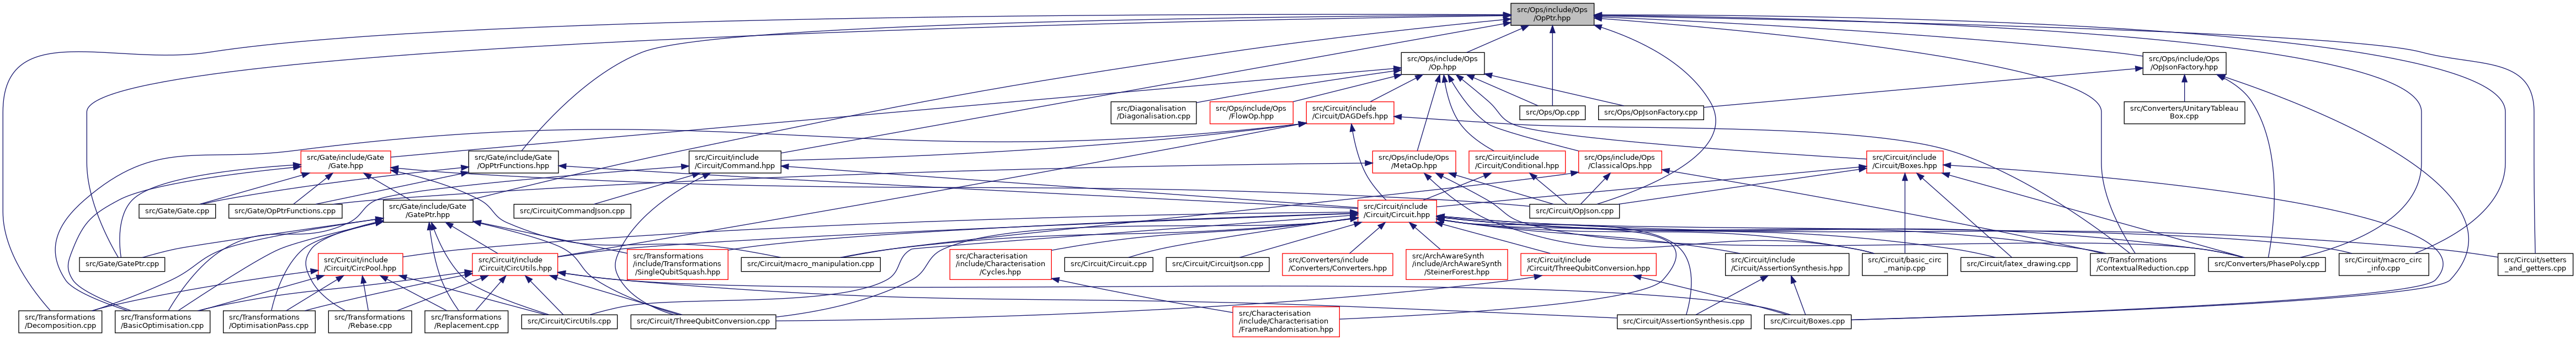 src/Ops/include/Ops
/OpPtr.hpp
src/Ops/include/Ops
/Op.hpp
src/Ops/include/Ops
/OpJsonFactory.hpp
src/Diagonalisation
/Diagonalisation.cpp
src/Ops/include/Ops
/FlowOp.hpp
src/Circuit/include
/Circuit/DAGDefs.hpp
src/Ops/Op.cpp
src/Ops/OpJsonFactory.cpp
src/Converters/UnitaryTableau
Box.cpp
src/Gate/include/Gate
/Gate.hpp
src/Gate/include/Gate
/OpPtrFunctions.hpp
src/Circuit/include
/Circuit/Command.hpp
src/Ops/include/Ops
/MetaOp.hpp
src/Circuit/include
/Circuit/Conditional.hpp
src/Ops/include/Ops
/ClassicalOps.hpp
src/Circuit/include
/Circuit/Boxes.hpp
src/Gate/Gate.cpp
src/Gate/OpPtrFunctions.cpp
src/Gate/include/Gate
/GatePtr.hpp
src/Circuit/CommandJson.cpp
src/Circuit/include
/Circuit/Circuit.hpp
src/Circuit/OpJson.cpp
src/Gate/GatePtr.cpp
src/Circuit/include
/Circuit/CircPool.hpp
src/Circuit/include
/Circuit/CircUtils.hpp
src/Transformations
include/Transformations
/SingleQubitSquash.hpp
src/Circuit/macro_manipulation.cpp
src/Characterisation
/include/Characterisation
/Cycles.hpp
src/Circuit/Circuit.cpp
src/Circuit/CircuitJson.cpp
src/Converters/include
/Converters/Converters.hpp
src/ArchAwareSynth
/include/ArchAwareSynth
/SteinerForest.hpp
src/Circuit/include
/Circuit/ThreeQubitConversion.hpp
src/Circuit/include
/Circuit/AssertionSynthesis.hpp
src/Circuit/basic_circ
_manip.cpp
src/Circuit/latex_drawing.cpp
src/Transformations
/ContextualReduction.cpp
src/Converters/PhasePoly.cpp
src/Circuit/macro_circ
_info.cpp
src/Circuit/setters
_and_getters.cpp
src/Transformations
/Decomposition.cpp
src/Transformations
/BasicOptimisation.cpp
src/Transformations
/OptimisationPass.cpp
src/Transformations
/Rebase.cpp
src/Transformations
/Replacement.cpp
src/Circuit/CircUtils.cpp
src/Circuit/ThreeQubitConversion.cpp
src/Characterisation
/include/Characterisation
/FrameRandomisation.hpp
src/Circuit/AssertionSynthesis.cpp
src/Circuit/Boxes.cpp